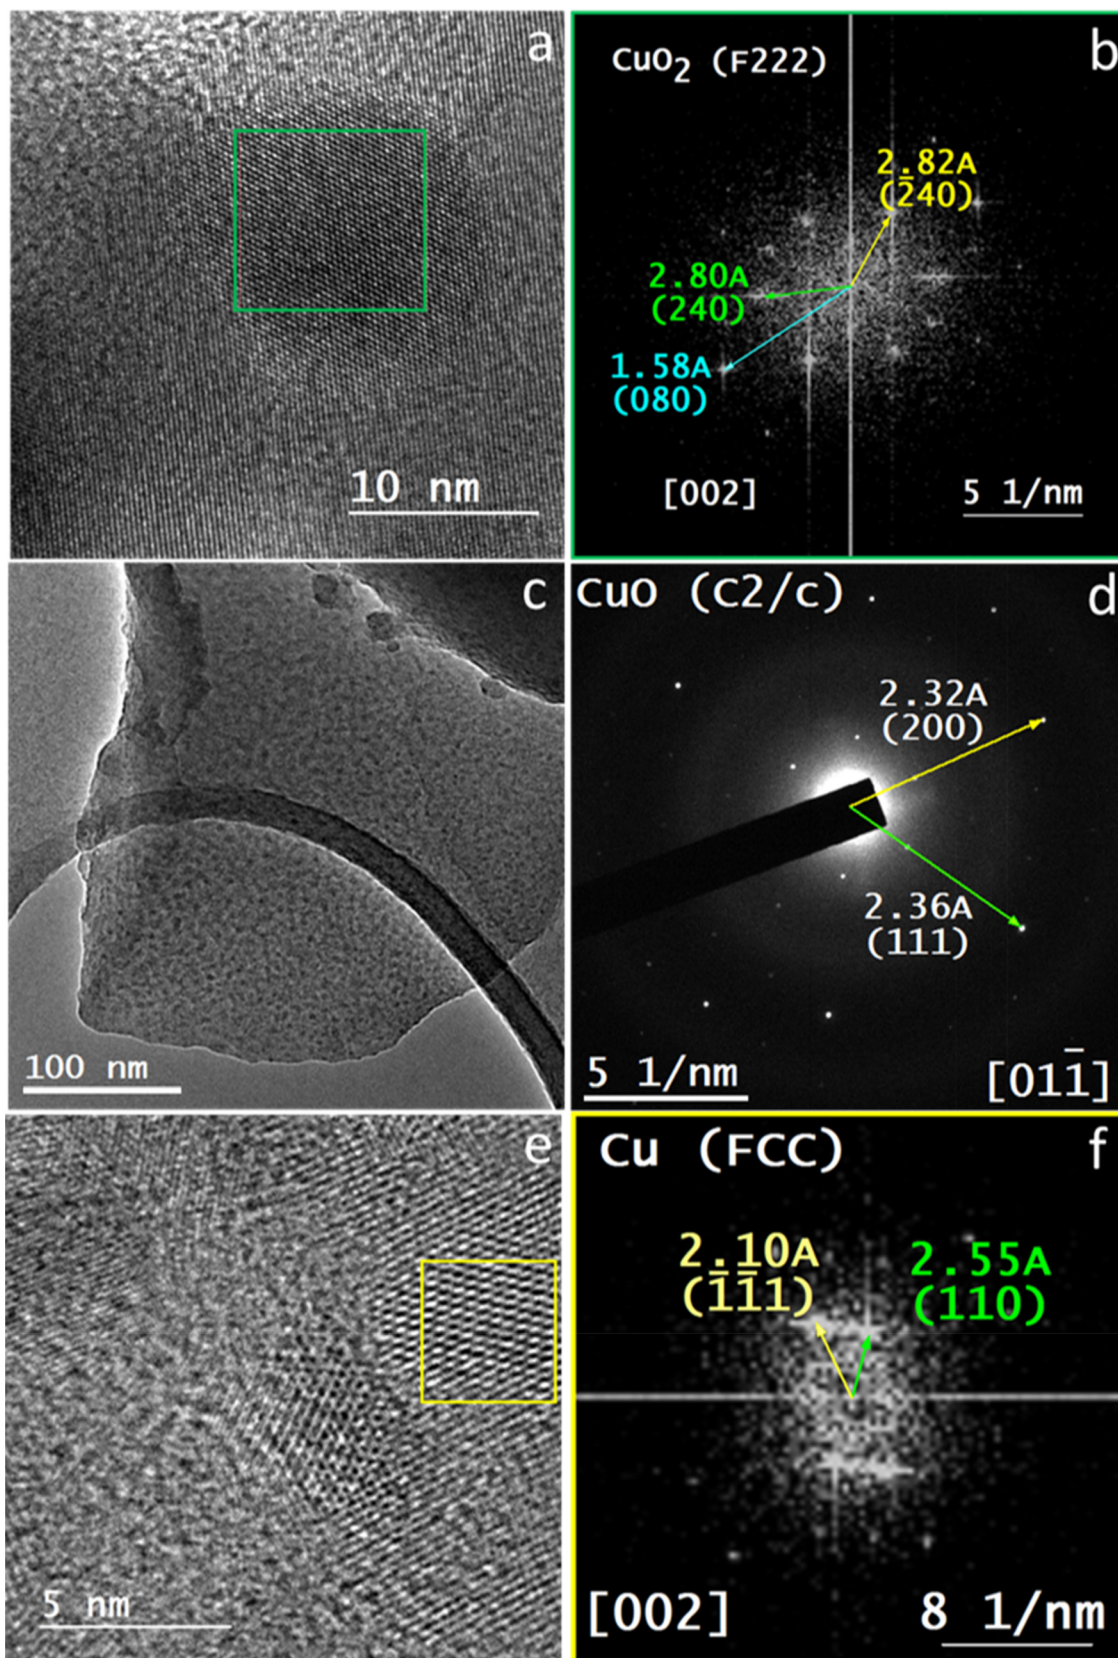 a
10 nm
b
CuO₂ (F222)
2.82A
(2̄40)
2.80A
(240)
1.58A
(080)
[002]
5 1/nm
c
100 nm
d
CuO (C2/c)
2.32A
(200)
2.36A
(111)
5 1/nm
[011̄]
e
5 nm
f
Cu (FCC)
2.10A
(1̄1̄1)
2.55A
(110)
[002]
8 1/nm